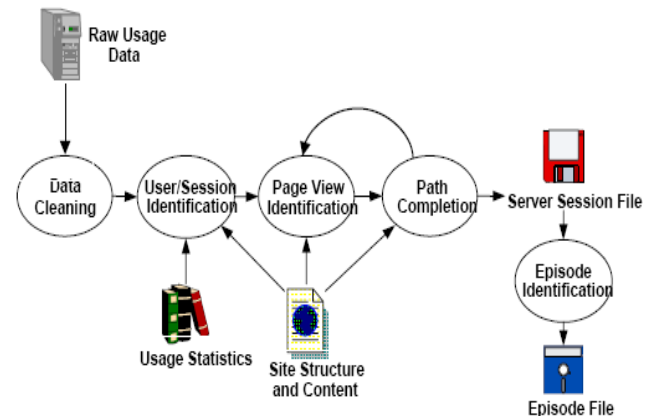 Raw Usage
Data
Data
Cleaning
User/Session
Identification
Page View
Identification
Path
Completion
Server Session File
Episode
Identification
Usage Statistics
Site Structure
and Content
Episode File